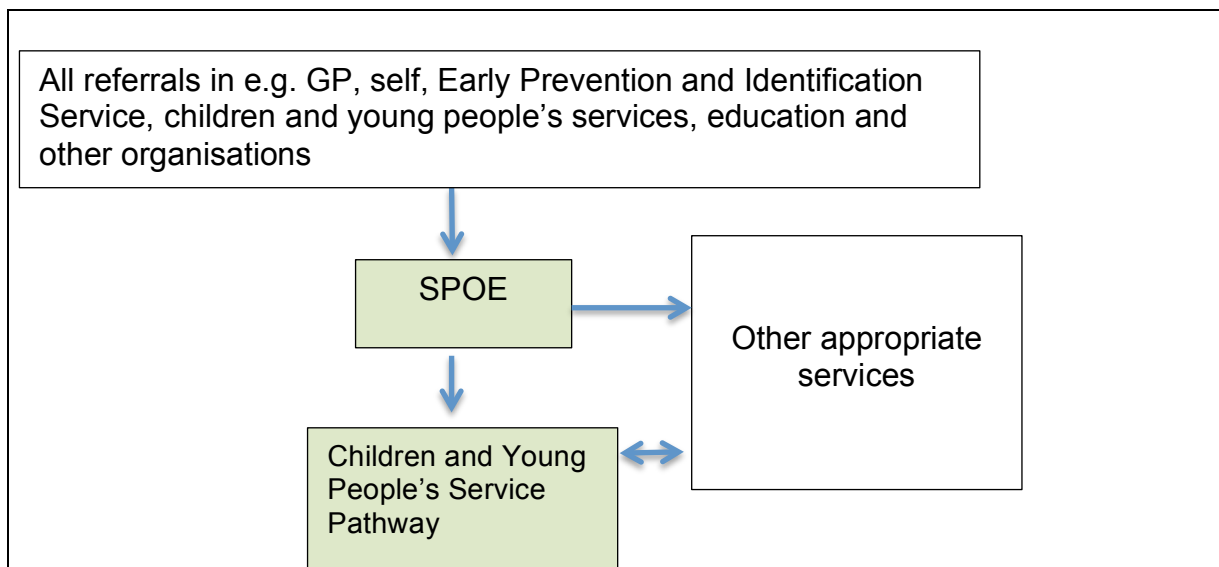 All referrals in e.g. GP, self, Early Prevention and Identification
Service, children and young people’s services, education and
other organisations
SPOE
Other appropriate
services
Children and Young
People’s Service
Pathway